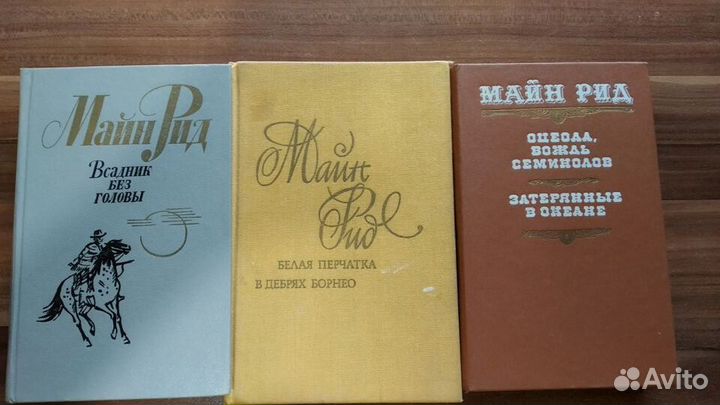 Майн Рид
Всадник
без
головы
Майн
Рид
БЕЛАЯ ПЕРЧАТКА
В ДЕБРЯХ БОРНЕО
МАЙН РИД
ОЦЕОЛА,
ВОЖДЬ
СЕМИНОЛОВ
ЗАТЕРЯННЫЕ
В ОКЕАНЕ
Avito